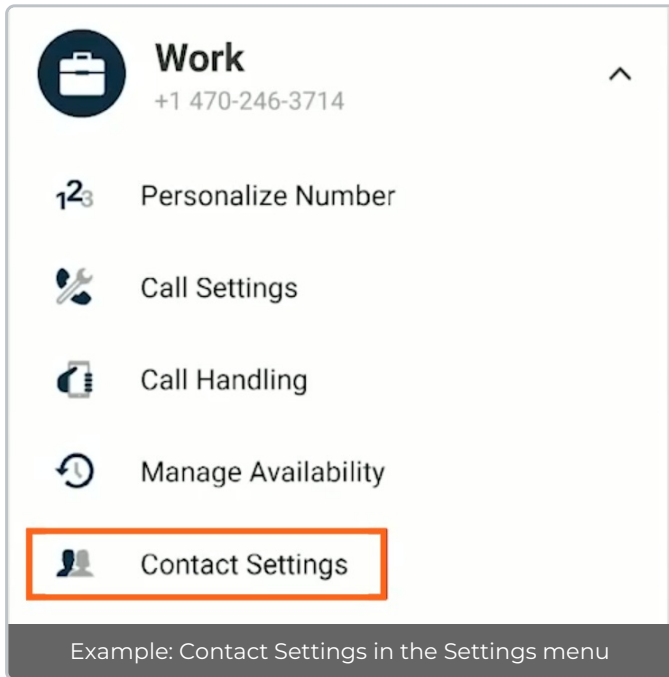 Work
+1 470-246-3714
123 Personalize Number
Call Settings
Call Handling
Manage Availability
Contact Settings
Example: Contact Settings in the Settings menu